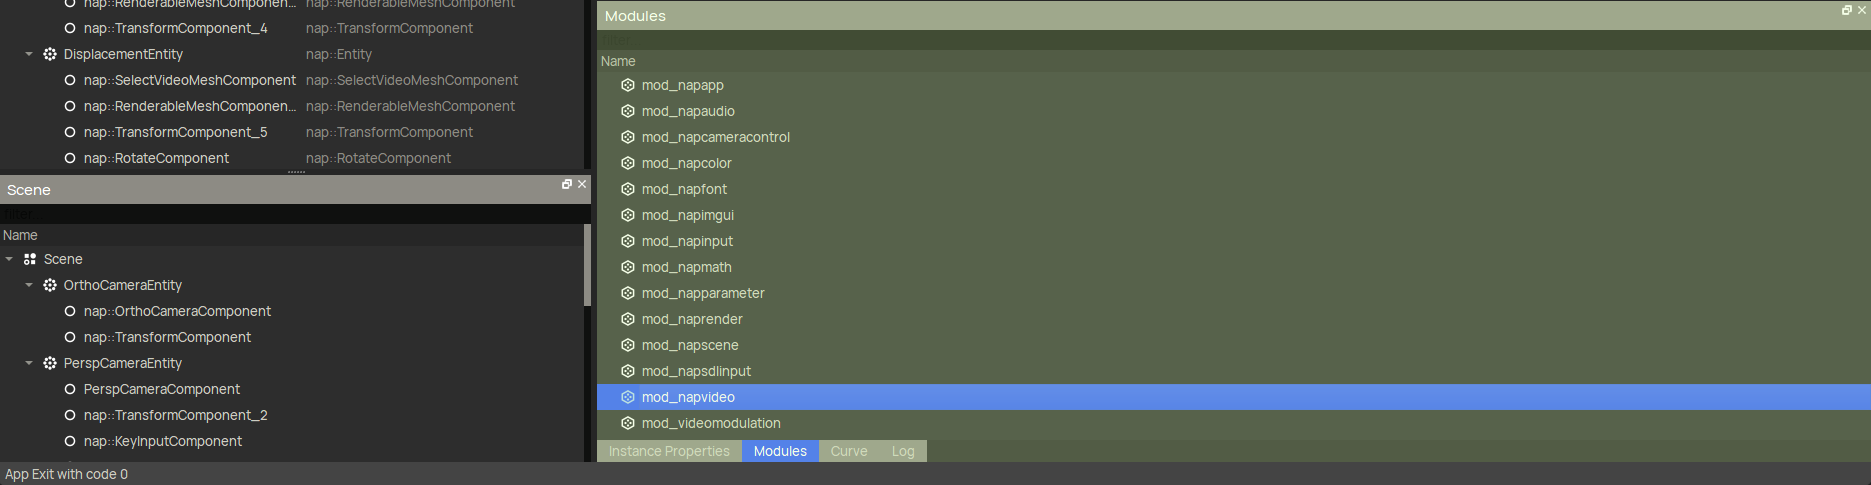 nap::RenderableMeshComponen... nap::RenderableMeshComponent
nap::TransformComponent_4 nap::TransformComponent
DisplacementEntity nap::Entity
nap::SelectVideoMeshComponent nap::SelectVideoMeshComponent
nap::RenderableMeshComponen... nap::RenderableMeshComponent
nap::TransformComponent_5 nap::TransformComponent
nap::RotateComponent nap::RotateComponent
Scene
filter
Name
Scene
OrthoCameraEntity
nap::OrthoCameraComponent
nap::TransformComponent
PerspCameraEntity
PerspCameraComponent
nap::TransformComponent_2
nap::KeyInputComponent
Modules
filter
Name
mod_napapp
mod_napaudio
mod_napcameracontrol
mod_napcolor
mod_napfont
mod_napimgui
mod_napinput
mod_napmath
mod_napparameter
mod_naprender
mod_napscene
mod_napsdlinput
mod_napvideo
mod_videomodulation
Instance Properties Modules Curve Log
App Exit with code 0